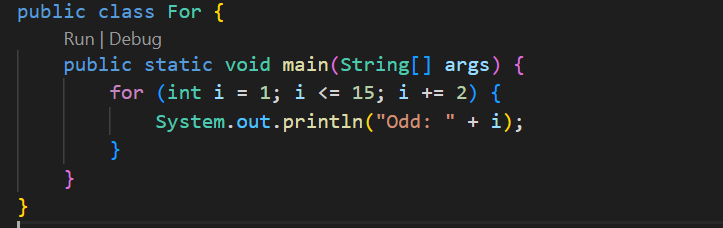 public class For {
Run | Debug
public static void main(String[] args) {
for (int i = 1; i <= 15; i += 2) {
System.out.println("Odd: " + i);
}
}
}